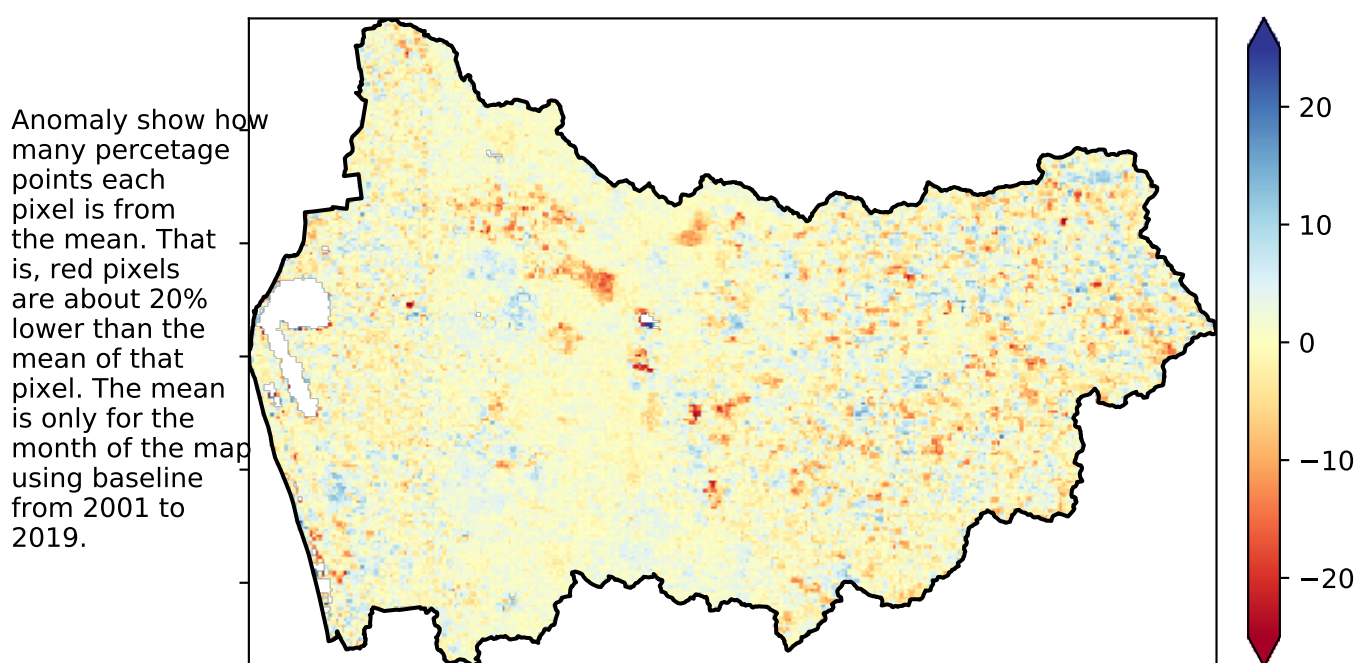 Anomaly show how
many percetage
points each
pixel is from
the mean. That
is, red pixels
are about 20%
lower than the
mean of that
pixel. The mean
is only for the
month of the map
using baseline
from 2001 to
2019.
20
10
0
−10
−20